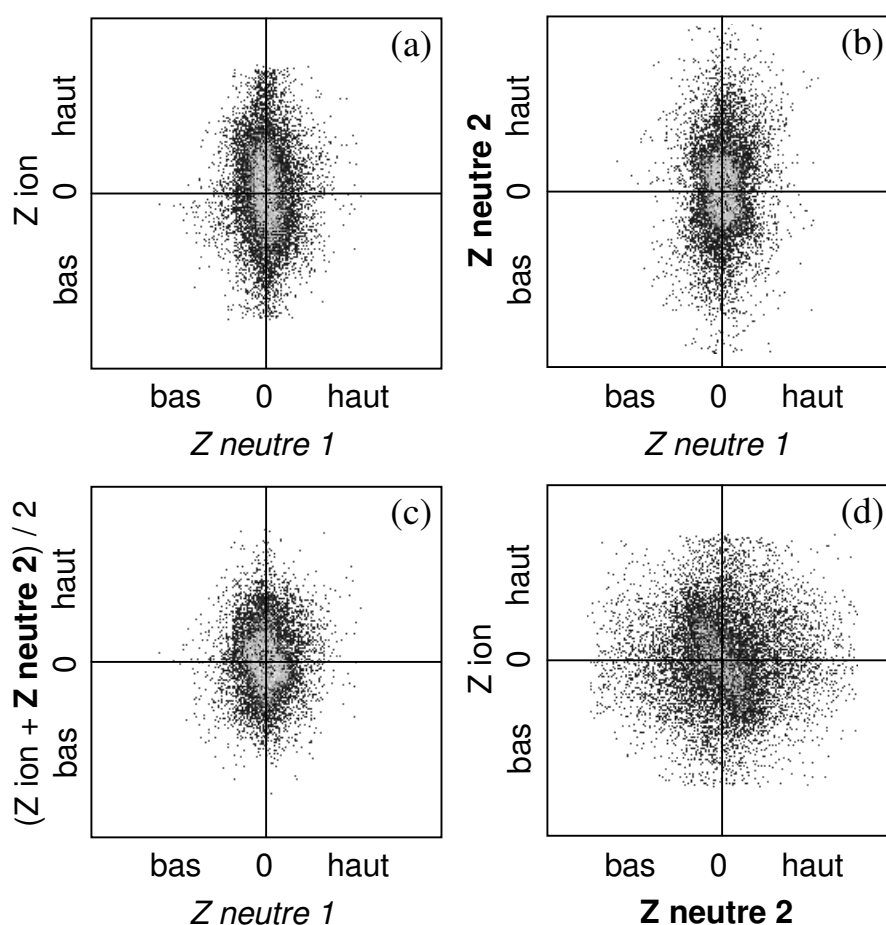 (a)
Z ion
haut
0
bas
bas 0 haut
Z neutre 1
(b)
Z neutre 2
haut
0
bas
bas 0 haut
Z neutre 1
(c)
(Z ion + Z neutre 2) / 2
haut
0
bas
bas 0 haut
Z neutre 1
(d)
Z ion
haut
0
bas
bas 0 haut
Z neutre 2